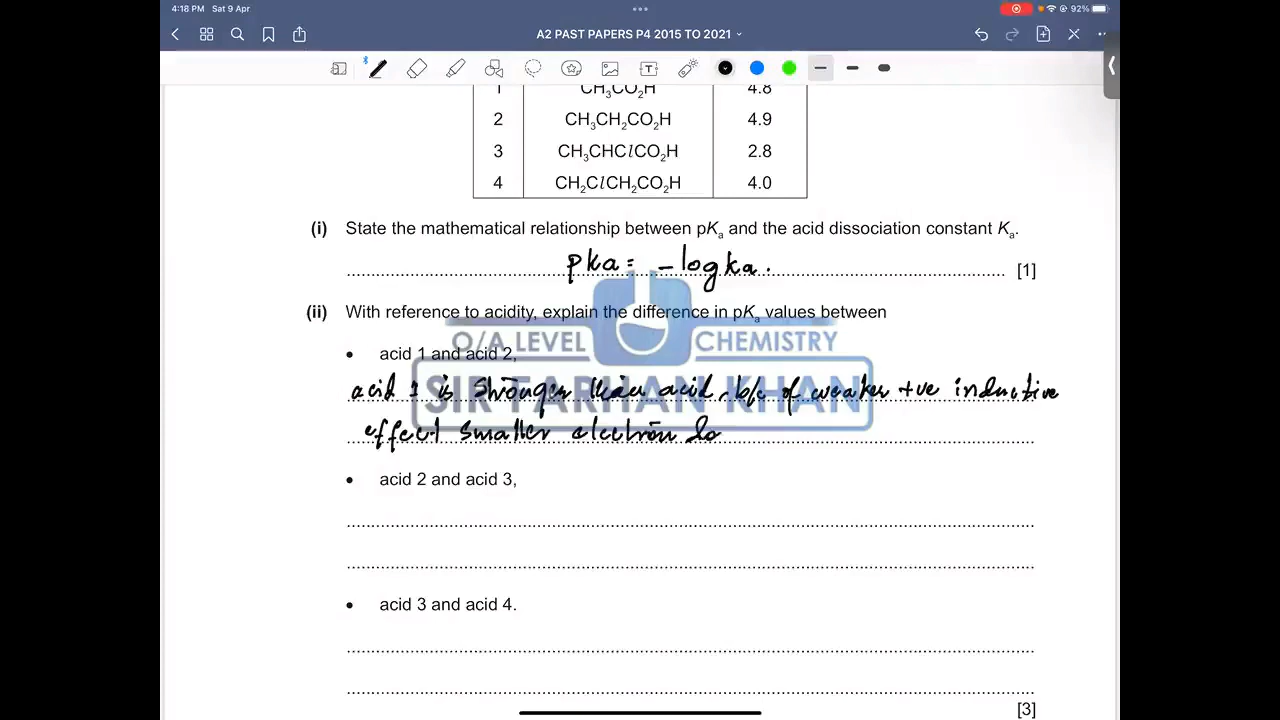 4:18 PM Sat 9 Apr
92%
A2 PAST PAPERS P4 2015 TO 2021
1 CH₃CO₂H 4.8
2 CH₃CH₂CO₂H 4.9
3 CH₃CHClCO₂H 2.8
4 CH₂ClCH₂CO₂H 4.0
(i) State the mathematical relationship between pKₐ and the acid dissociation constant Kₐ.
pka = - log ka. [1]
(ii) With reference to acidity, explain the difference in pKₐ values between
O/A LEVEL CHEMISTRY
• acid 1 and acid 2,
SIR FARHAN KHAN
acid 1 is stronger than acid, b/c of weaker +ve inductive
effect smaller electron do
• acid 2 and acid 3,
• acid 3 and acid 4.
[3]